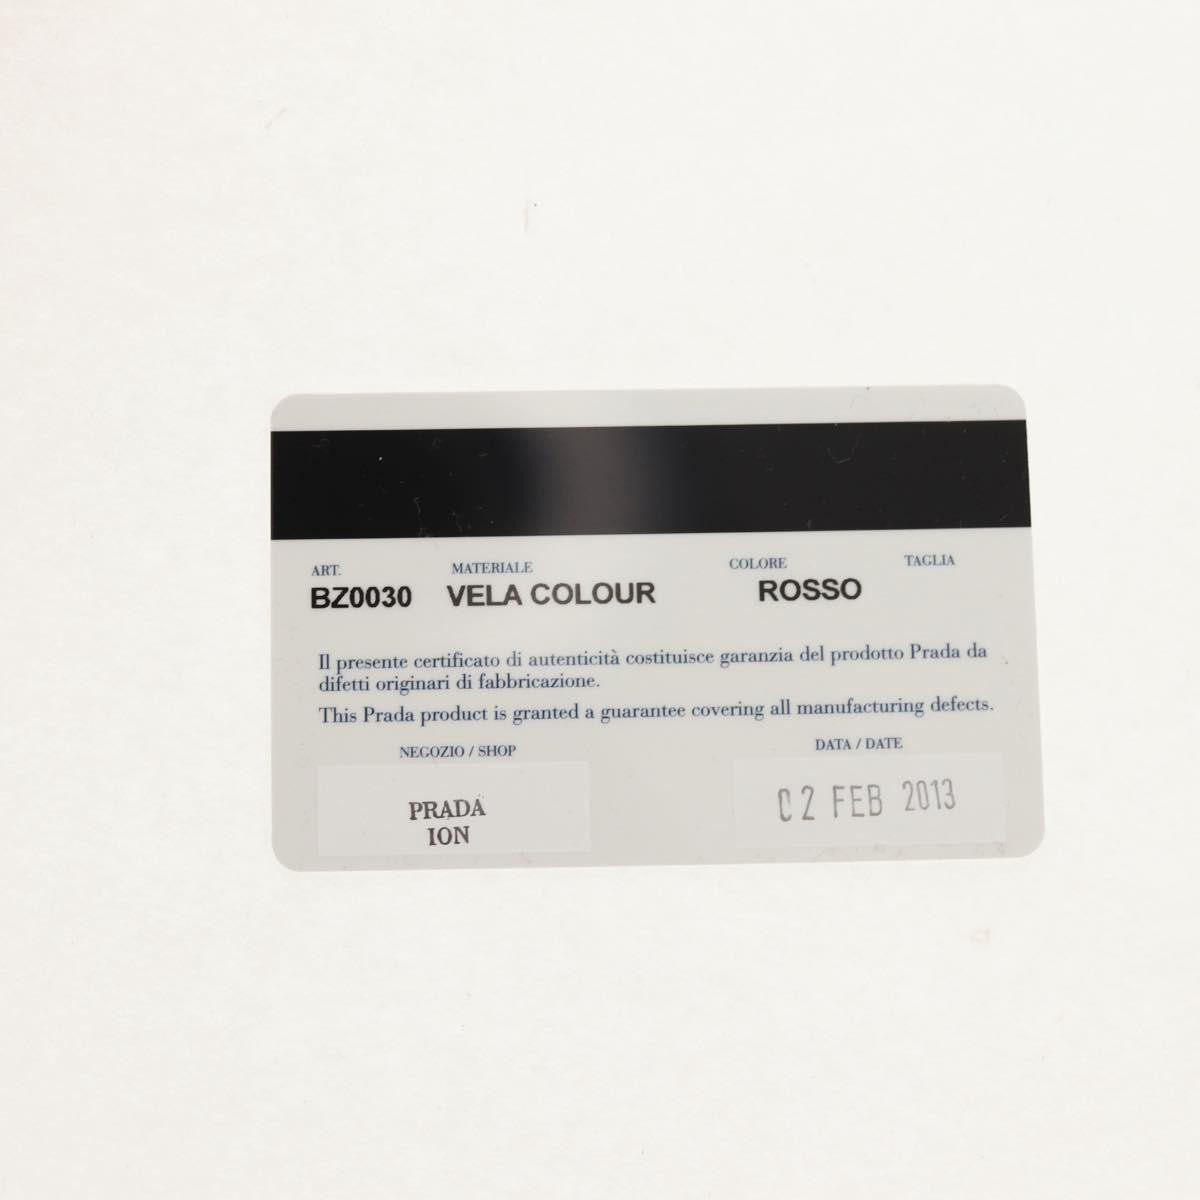 ART. MATERIALE COLORE TAGLIA
BZ0030 VELA COLOUR ROSSO
Il presente certificato di autenticità costituisce garanzia del prodotto Prada da
difetti originari di fabbricazione.
This Prada product is granted a guarantee covering all manufacturing defects.
NEGOZIO / SHOP DATA / DATE
PRADA
ION
02 FEB 2013